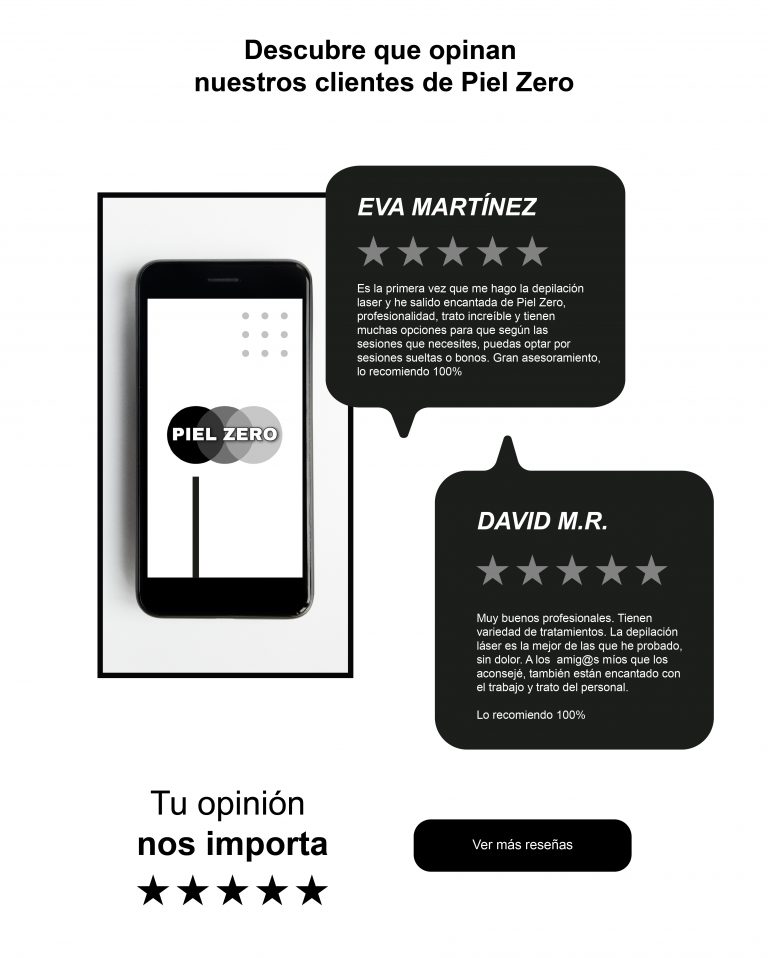 Descubre que opinan
nuestros clientes de Piel Zero
EVA MARTÍNEZ
Es la primera vez que me hago la depilación
laser y he salido encantada de Piel Zero,
profesionalidad, trato increíble y tienen
muchas opciones para que según las
sesiones que necesites, puedas optar por
sesiones sueltas o bonos. Gran asesoramiento,
lo recomiendo 100%
PIEL ZERO
DAVID M.R.
Muy buenos profesionales. Tienen
variedad de tratamientos. La depilación
láser es la mejor de las que he probado,
sin dolor. A los  amig@s míos que los
aconsejé, también están encantado con
el trabajo y trato del personal.
Lo recomiendo 100%
Tu opinión
nos importa
Ver más reseñas